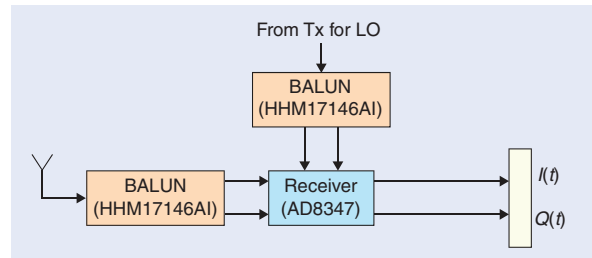 From Tx for LO
BALUN
(HHM17146AI)
BALUN
(HHM17146AI)
Receiver
(AD8347)
I(t)
Q(t)